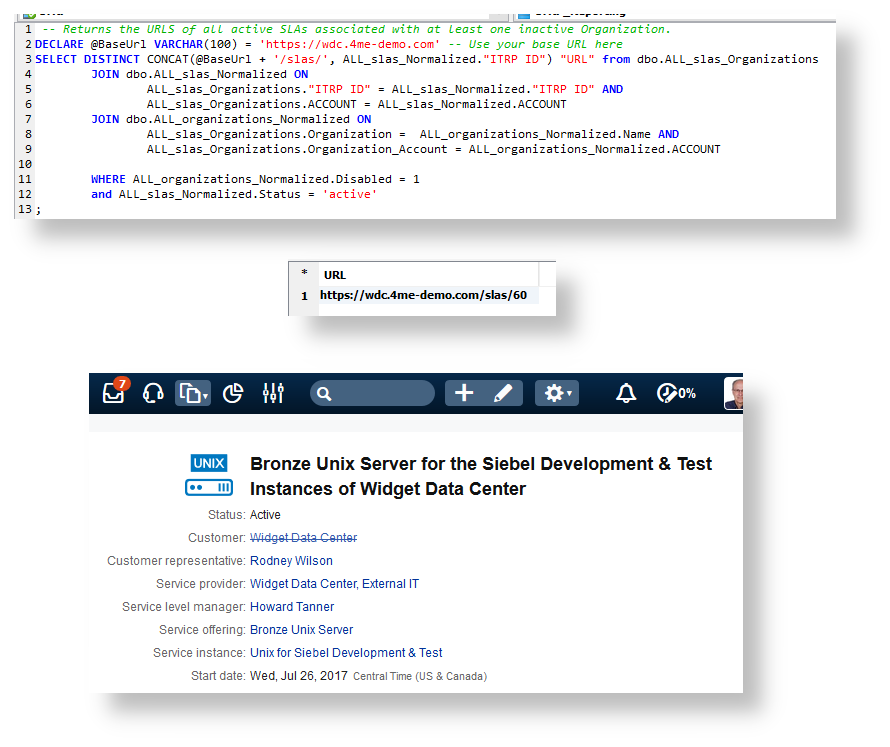 1 -- Returns the URLS of all active SLAs associated with at least one inactive Organization.
2 DECLARE @BaseUrl VARCHAR(100) = 'https://wdc.4me-demo.com' -- Use your base URL here
3 SELECT DISTINCT CONCAT(@BaseUrl + '/slas/', ALL_slas_Normalized."ITRP ID") "URL" from dbo.ALL_slas_Organizations
4 JOIN dbo.ALL_slas_Normalized ON
5 ALL_slas_Organizations."ITRP ID" = ALL_slas_Normalized."ITRP ID" AND
6 ALL_slas_Organizations.ACCOUNT = ALL_slas_Normalized.ACCOUNT
7 JOIN dbo.ALL_organizations_Normalized ON
8 ALL_slas_Organizations.Organization = ALL_organizations_Normalized.Name AND
9 ALL_slas_Organizations.Organization_Account = ALL_organizations_Normalized.ACCOUNT
10
11 WHERE ALL_organizations_Normalized.Disabled = 1
12 and ALL_slas_Normalized.Status = 'active'
13 ;
* URL
1 https://wdc.4me-demo.com/slas/60
7 0%
UNIX Bronze Unix Server for the Siebel Development & Test
Instances of Widget Data Center
Status: Active
Customer: Widget Data Center
Customer representative: Rodney Wilson
Service provider: Widget Data Center, External IT
Service level manager: Howard Tanner
Service offering: Bronze Unix Server
Service instance: Unix for Siebel Development & Test
Start date: Wed, Jul 26, 2017 Central Time (US & Canada)